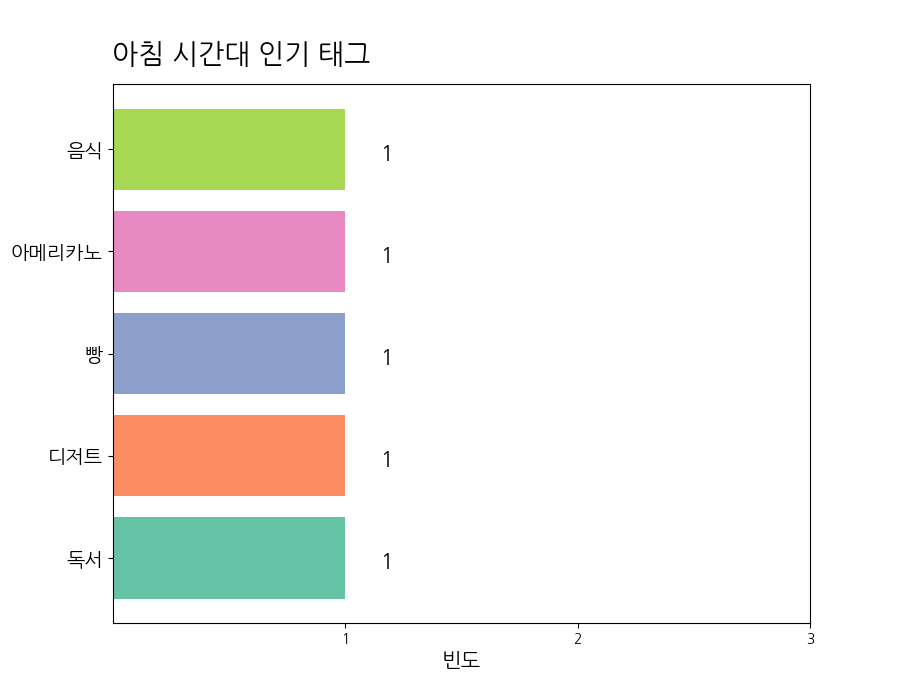 아침 시간대 인기 태그
음식 1
아메리카노 1
빵 1
디저트 1
독서 1
1 2 3
빈도